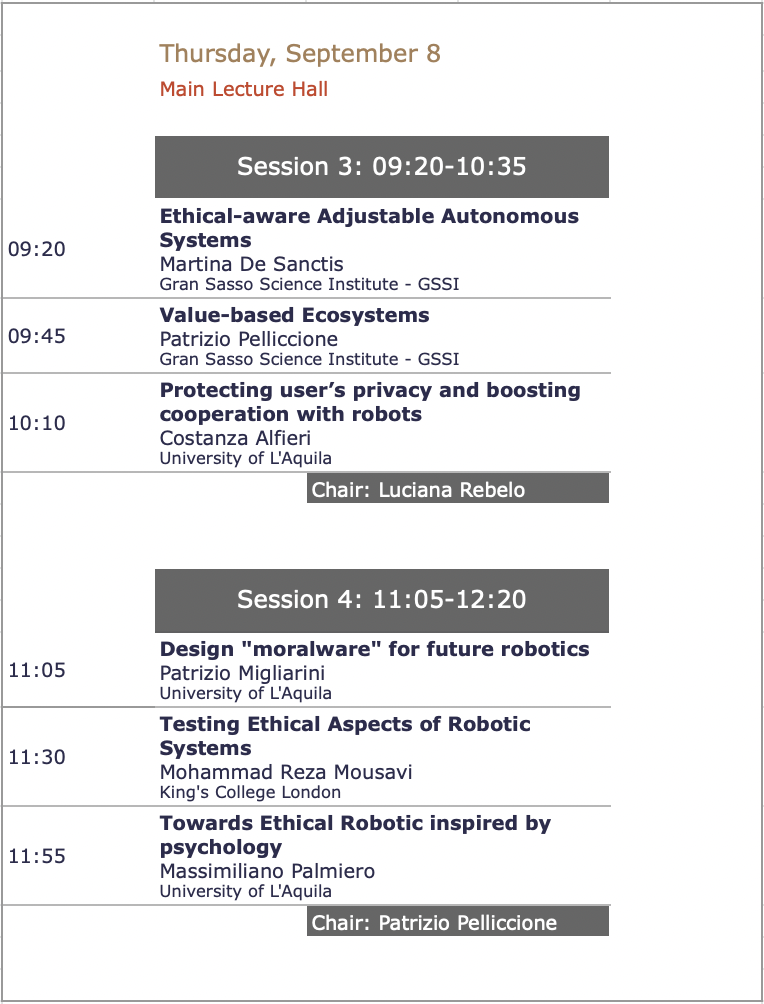 Thursday, September 8
Main Lecture Hall
Session 3: 09:20-10:35
09:20
Ethical-aware Adjustable Autonomous
Systems
Martina De Sanctis
Gran Sasso Science Institute - GSSI
09:45
Value-based Ecosystems
Patrizio Pelliccione
Gran Sasso Science Institute - GSSI
10:10
Protecting user’s privacy and boosting
cooperation with robots
Costanza Alfieri
University of L'Aquila
Chair: Luciana Rebelo
Session 4: 11:05-12:20
11:05
Design "moralware" for future robotics
Patrizio Migliarini
University of L'Aquila
11:30
Testing Ethical Aspects of Robotic
Systems
Mohammad Reza Mousavi
King's College London
11:55
Towards Ethical Robotic inspired by
psychology
Massimiliano Palmiero
University of L'Aquila
Chair: Patrizio Pelliccione